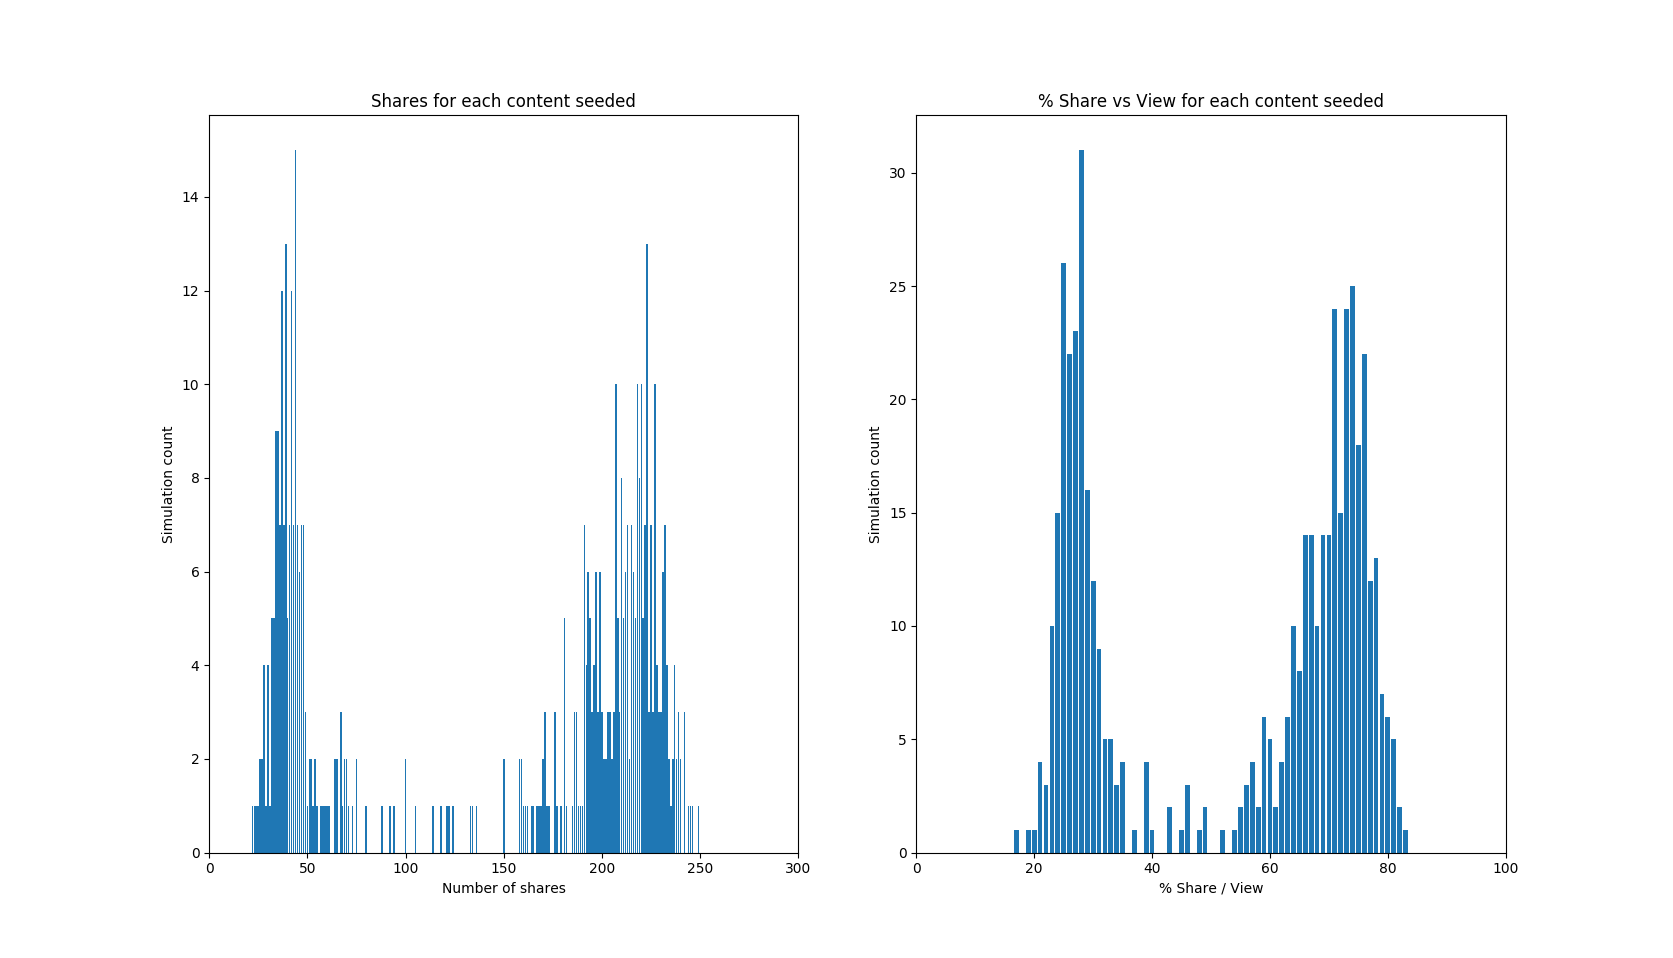 Shares for each content seeded
Simulation count
14
12
10
8
6
4
2
0
0 50 100 150 200 250 300
Number of shares
% Share vs View for each content seeded
Simulation count
30
25
20
15
10
5
0
0 20 40 60 80 100
% Share / View